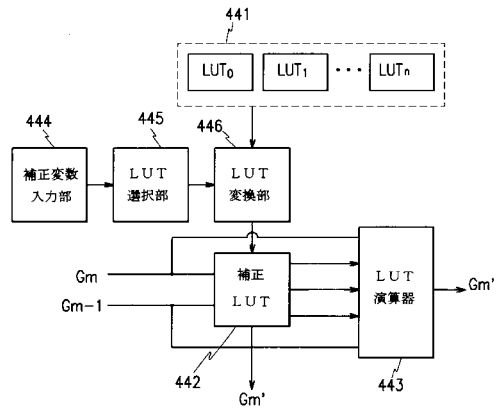 441
LUT0 LUT1 ・・・ LUTn
444
445
446
補正変数
入力部
LUT
選択部
LUT
変換部
Gm
Gm-1
補正
LUT
LUT
演算器
Gm'
442
Gm'
443